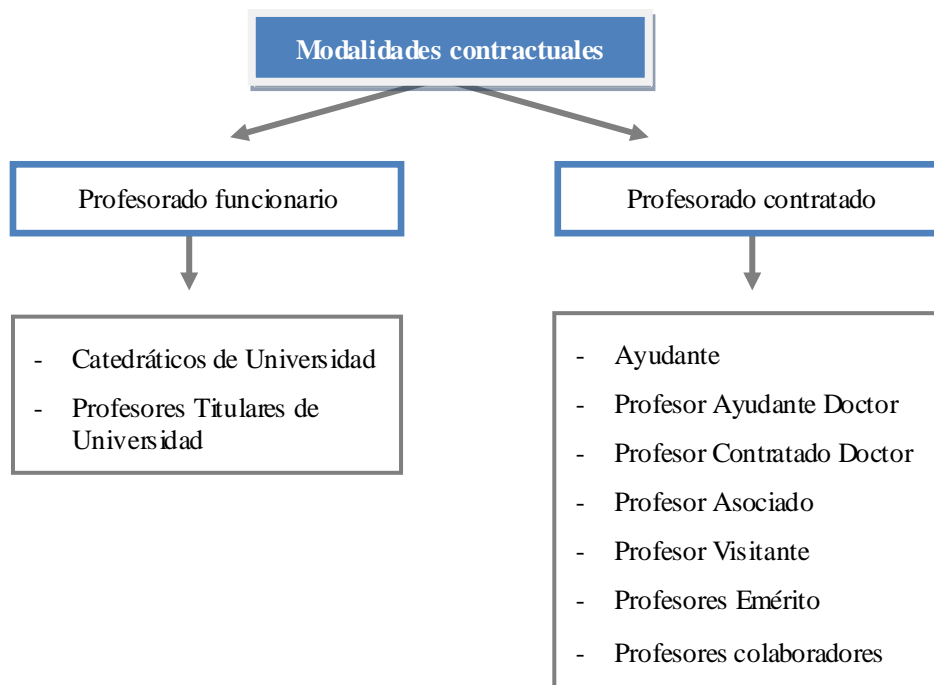 Modalidades contractuales
Profesorado funcionario
Profesorado contratado
- Catedráticos de Universidad
- Profesores Titulares de
Universidad
- Ayudante
- Profesor Ayudante Doctor
- Profesor Contratado Doctor
- Profesor Asociado
- Profesor Visitante
- Profesores Emérito
- Profesores colaboradores